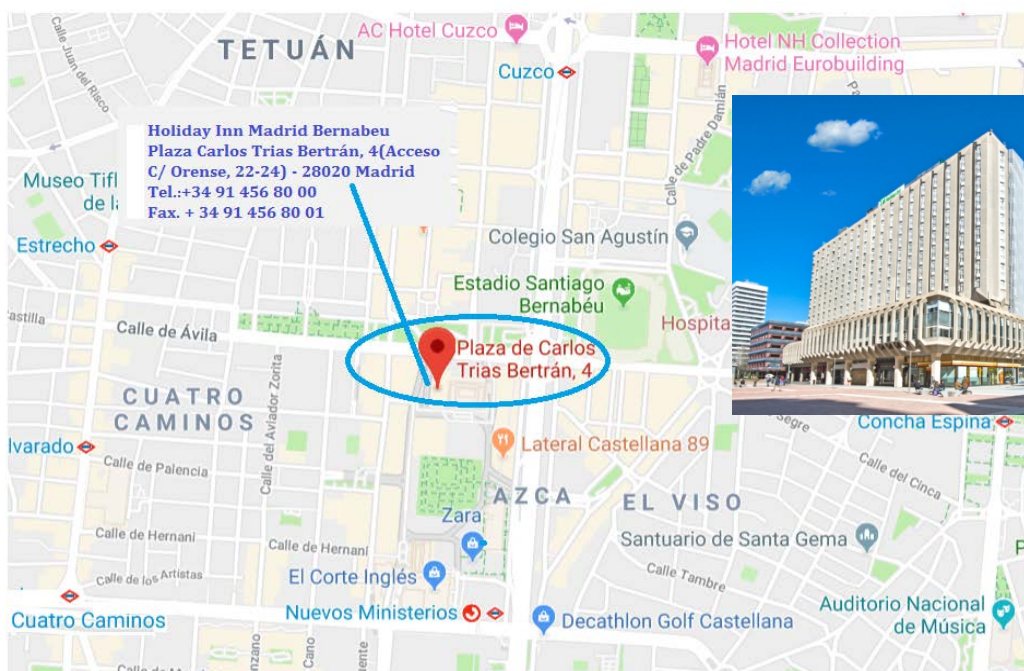 AC Hotel Cuzco
TETUÁN
Hotel NH Collection
Madrid Eurobuilding
Calle Juan del Risco
Cuzco
Calle de Padre Damián
Holiday Inn Madrid Bernabeu
Plaza Carlos Trias Bertrán, 4(Acceso
C/ Orense, 22-24) - 28020 Madrid
Tel.:+34 91 456 80 00
Fax. + 34 91 456 80 01
Museo Tifl
de la
Estrecho
Colegio San Agustín
Estadio Santiago
Bernabéu
Hospita
astilla
Calle de Ávila
Plaza de Carlos
Trias Bertrán, 4
CUATRO
CAMINOS
Calle del Aviador Zorita
Concha Espina
lvarado
Lateral Castellana 89
Calle de Palencia
Calle del Cinca
AZCA
EL VISO
Zara
Calle de Hernani
Calle de Hernani
Santuario de Santa Gema
Calle de los Artistas
El Corte Inglés
Calle Tambre
Cuatro Caminos
Nuevos Ministerios
Decathlon Golf Castellana
Auditorio Nacional
de Música
Cano